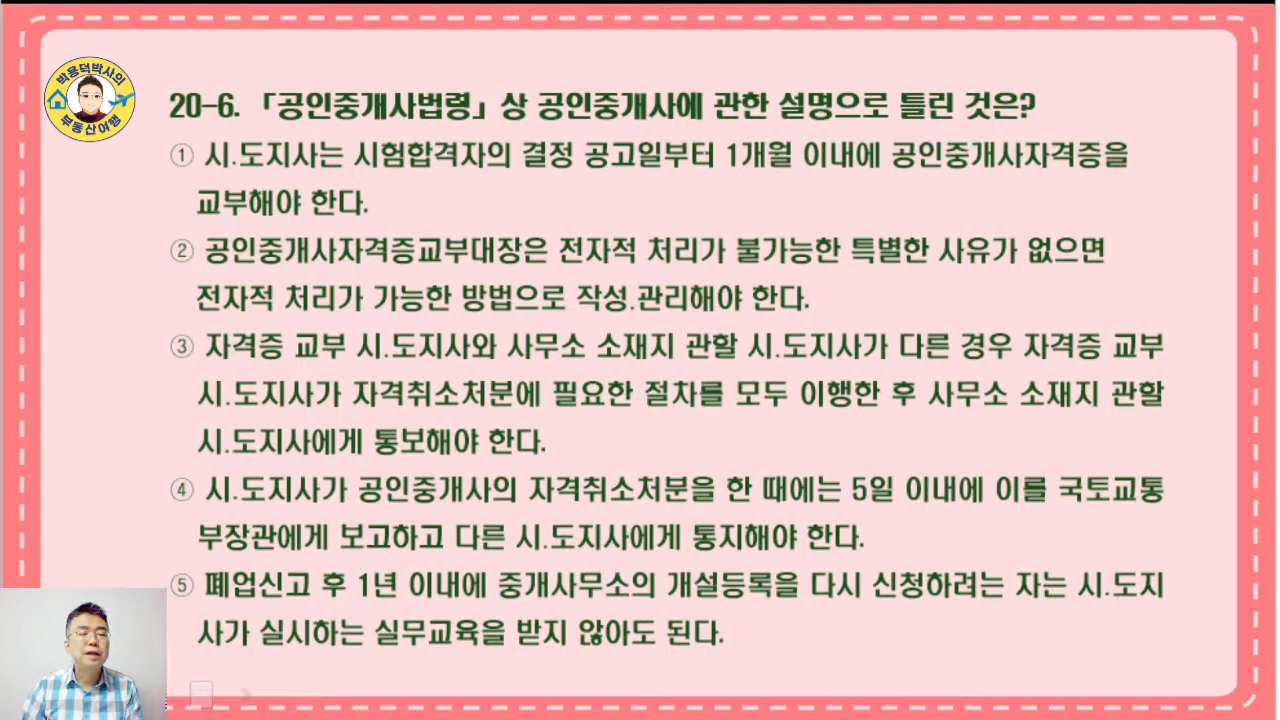 박용덕박사의
부동산여행
20-6. 「공인중개사법령」상 공인중개사에 관한 설명으로 틀린 것은?
① 시.도지사는 시험합격자의 결정 공고일부터 1개월 이내에 공인중개사자격증을
교부해야 한다.
② 공인중개사자격증교부대장은 전자적 처리가 불가능한 특별한 사유가 없으면
전자적 처리가 가능한 방법으로 작성.관리해야 한다.
③ 자격증 교부 시.도지사와 사무소 소재지 관할 시.도지사가 다른 경우 자격증 교부
시.도지사가 자격취소처분에 필요한 절차를 모두 이행한 후 사무소 소재지 관할
시.도지사에게 통보해야 한다.
④ 시.도지사가 공인중개사의 자격취소처분을 한 때에는 5일 이내에 이를 국토교통
부장관에게 보고하고 다른 시.도지사에게 통지해야 한다.
⑤ 폐업신고 후 1년 이내에 중개사무소의 개설등록을 다시 신청하려는 자는 시.도지
사가 실시하는 실무교육을 받지 않아도 된다.